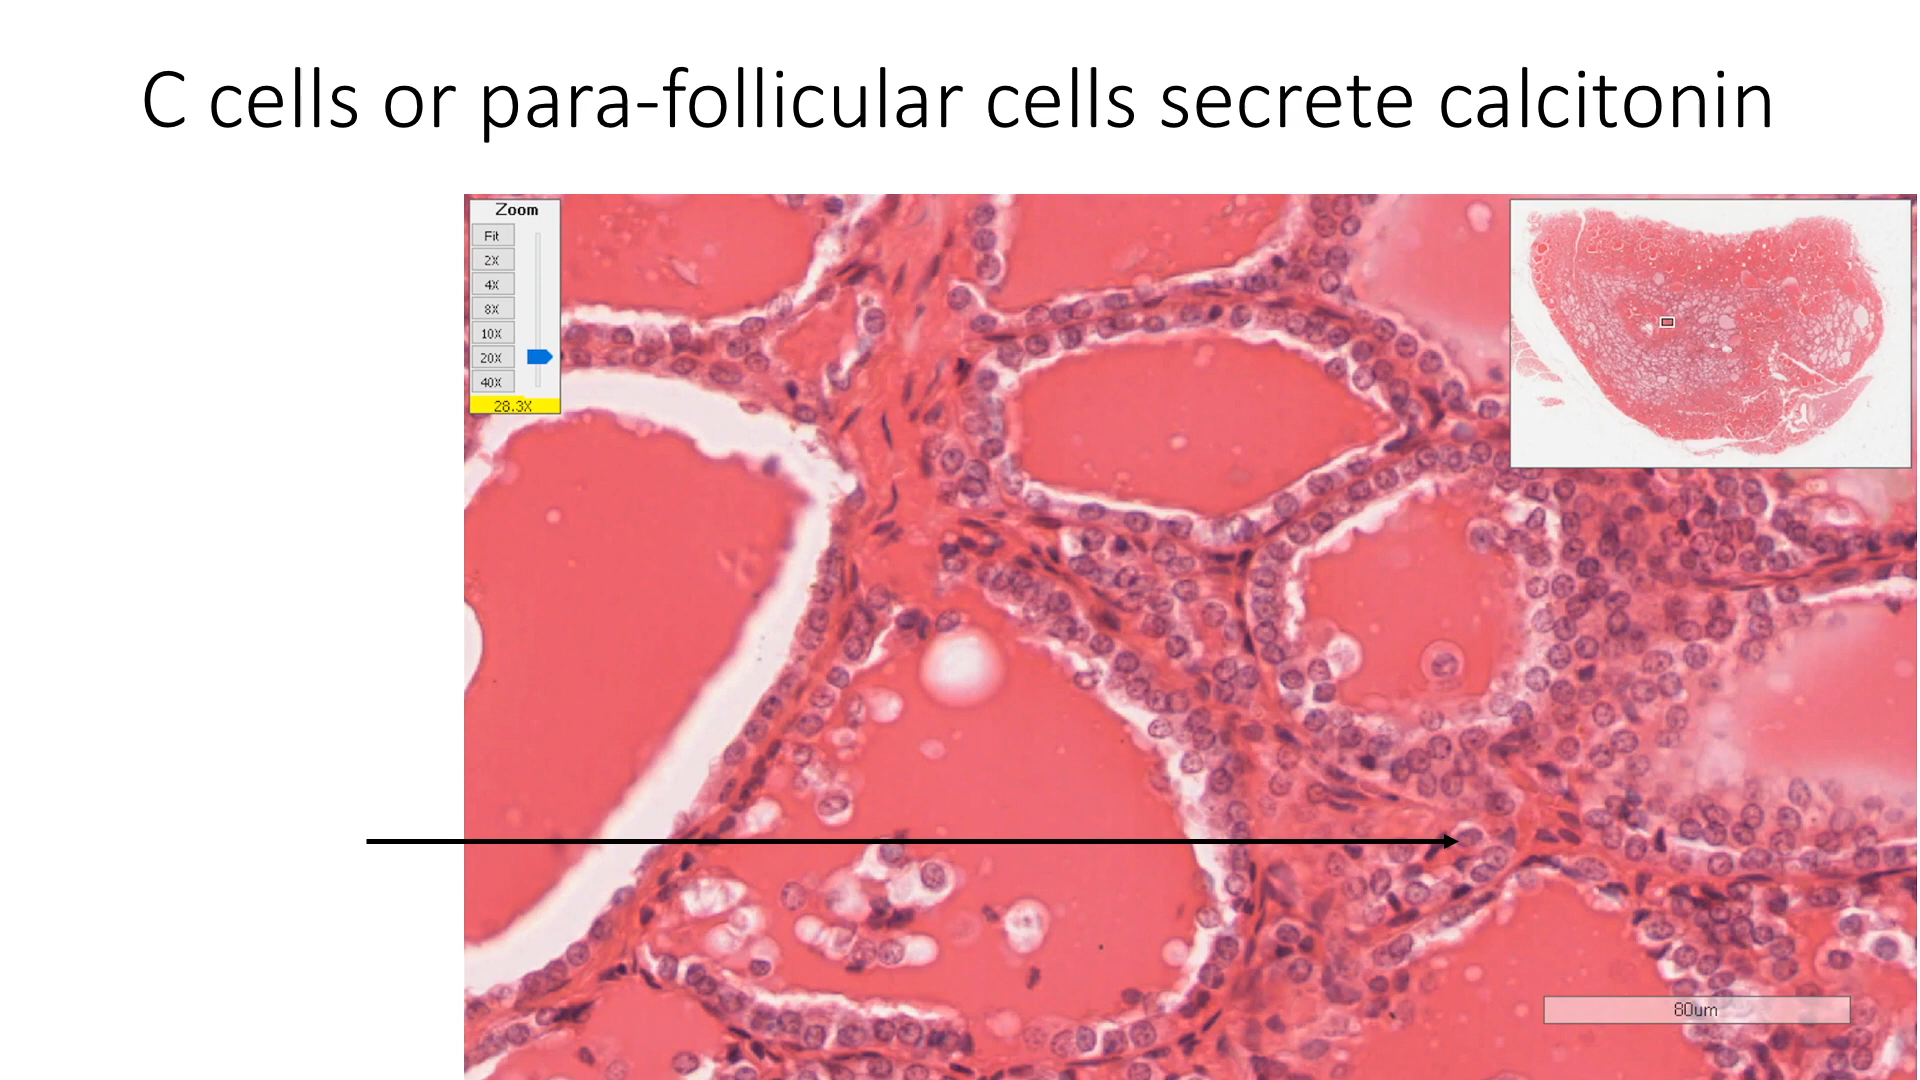 C cells or para-follicular cells secrete calcitonin
Zoom
Fit
2X
4X
8X
10X
20X
40X
28.3X
80um